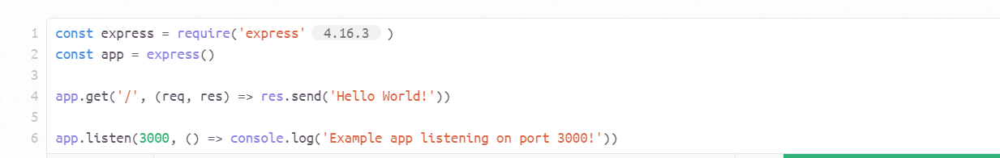 1 const express = require('express' 4.16.3 )
2 const app = express()
3
4 app.get('/', (req, res) => res.send('Hello World!'))
5
6 app.listen(3000, () => console.log('Example app listening on port 3000!'))